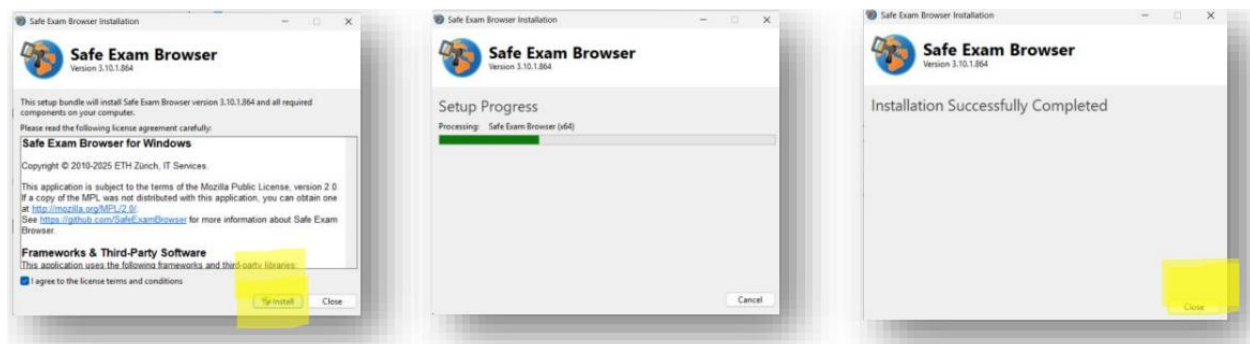 Safe Exam Browser Installation
Safe Exam Browser
Version 3.10.1.864
This setup bundle will install Safe Exam Browser version 3.10.1.864 and all required
components on your computer.
Please read the following license agreement carefully:
Safe Exam Browser for Windows
Copyright © 2010-2025 ETH Zürich, IT Services.
This application is subject to the terms of the Mozilla Public License, version 2.0.
If a copy of the MPL was not distributed with this application, you can obtain one
at http://mozilla.org/MPL/2.0/.
See https://github.com/SafeExamBrowser for more information about Safe Exam
Browser.
Frameworks & Third-Party Software
This application uses the following frameworks and third-party libraries:
I agree to the license terms and conditions
Install
Close
Safe Exam Browser Installation
Safe Exam Browser
Version 3.10.1.864
Setup Progress
Processing: Safe Exam Browser (x64)
Cancel
Safe Exam Browser Installation
Safe Exam Browser
Version 3.10.1.864
Installation Successfully Completed
Close